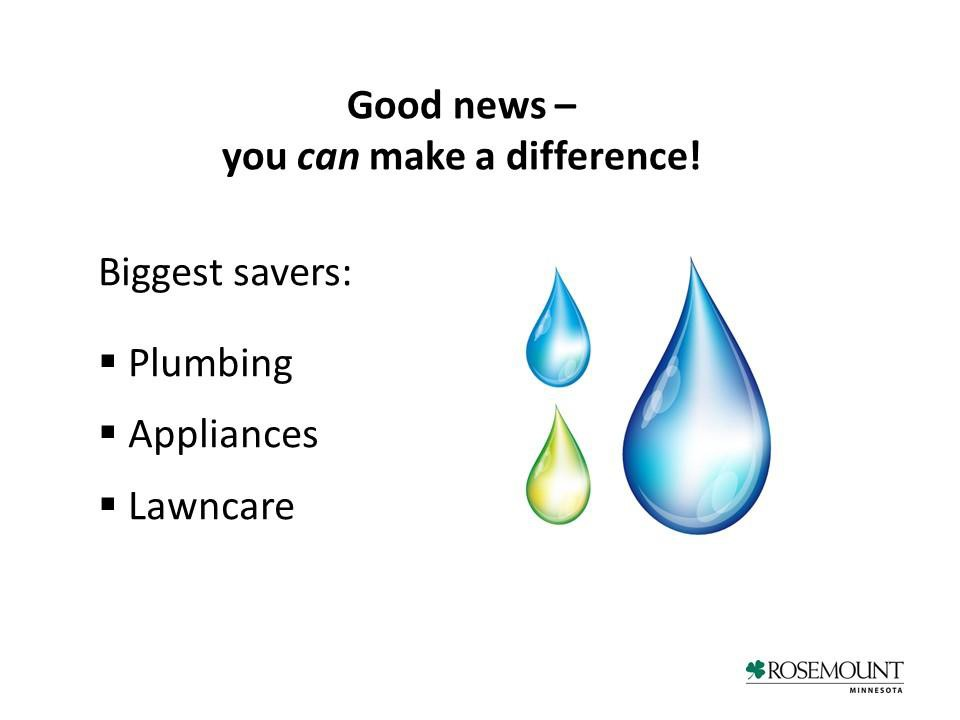 Good news –
you can make a difference!
Biggest savers:
▪ Plumbing
▪ Appliances
▪ Lawncare
ROSEMOUNT
MINNESOTA